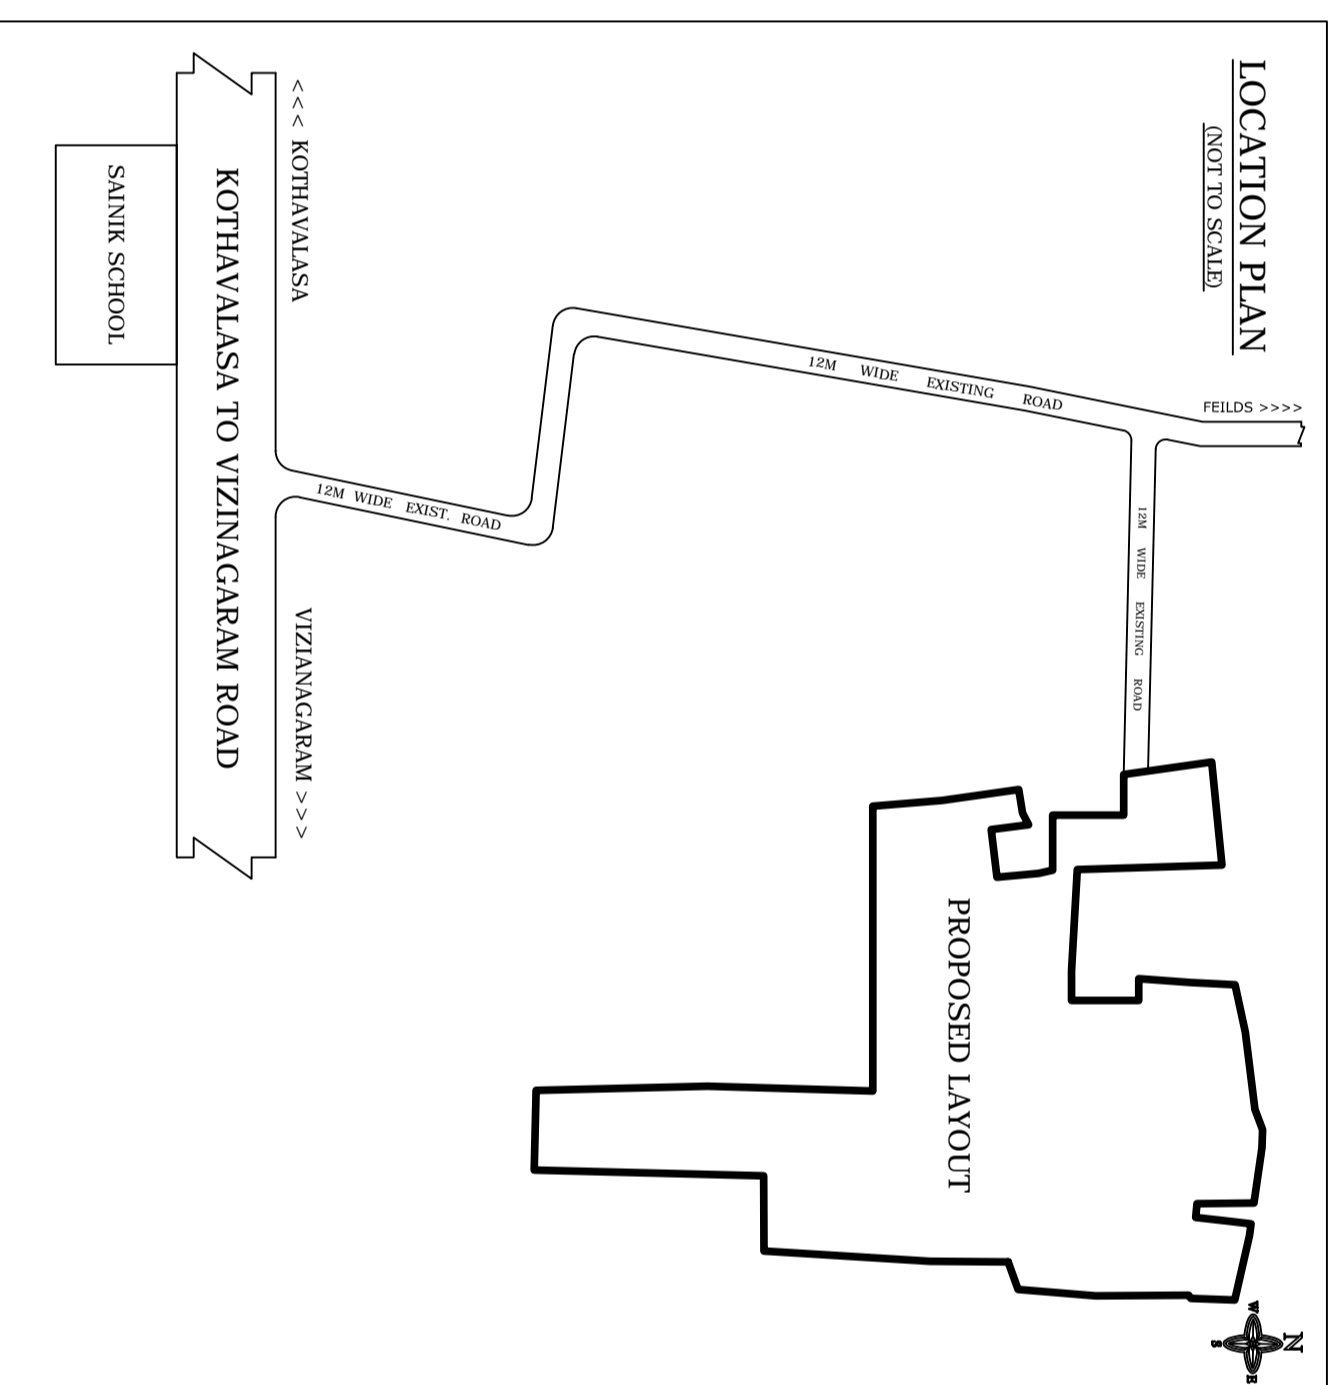 LOCATION PLAN
(NOT TO SCALE)
FEILDS >>>>
12M WIDE EXISTING ROAD
12M WIDE EXISTING ROAD
12M WIDE EXIST. ROAD
<<< KOTHAVALASA
VIZIANAGARAM >>>
KOTHAVALASA TO VIZINAGARAM ROAD
SAINIK SCHOOL
PROPOSED LAYOUT
N
W
E
S